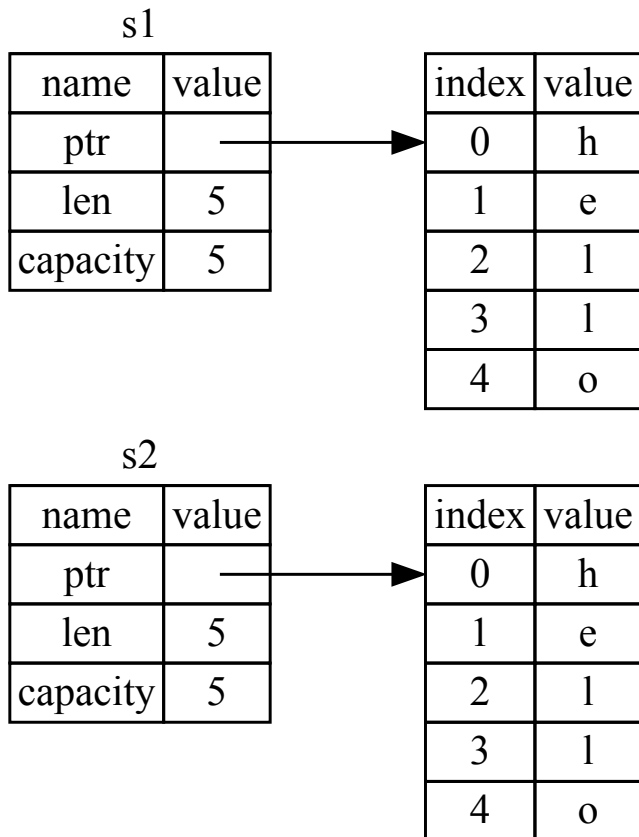 s1
name value
ptr
len 5
capacity 5
index value
0 h
1 e
2 l
3 l
4 o
s2
name value
ptr
len 5
capacity 5
index value
0 h
1 e
2 l
3 l
4 o